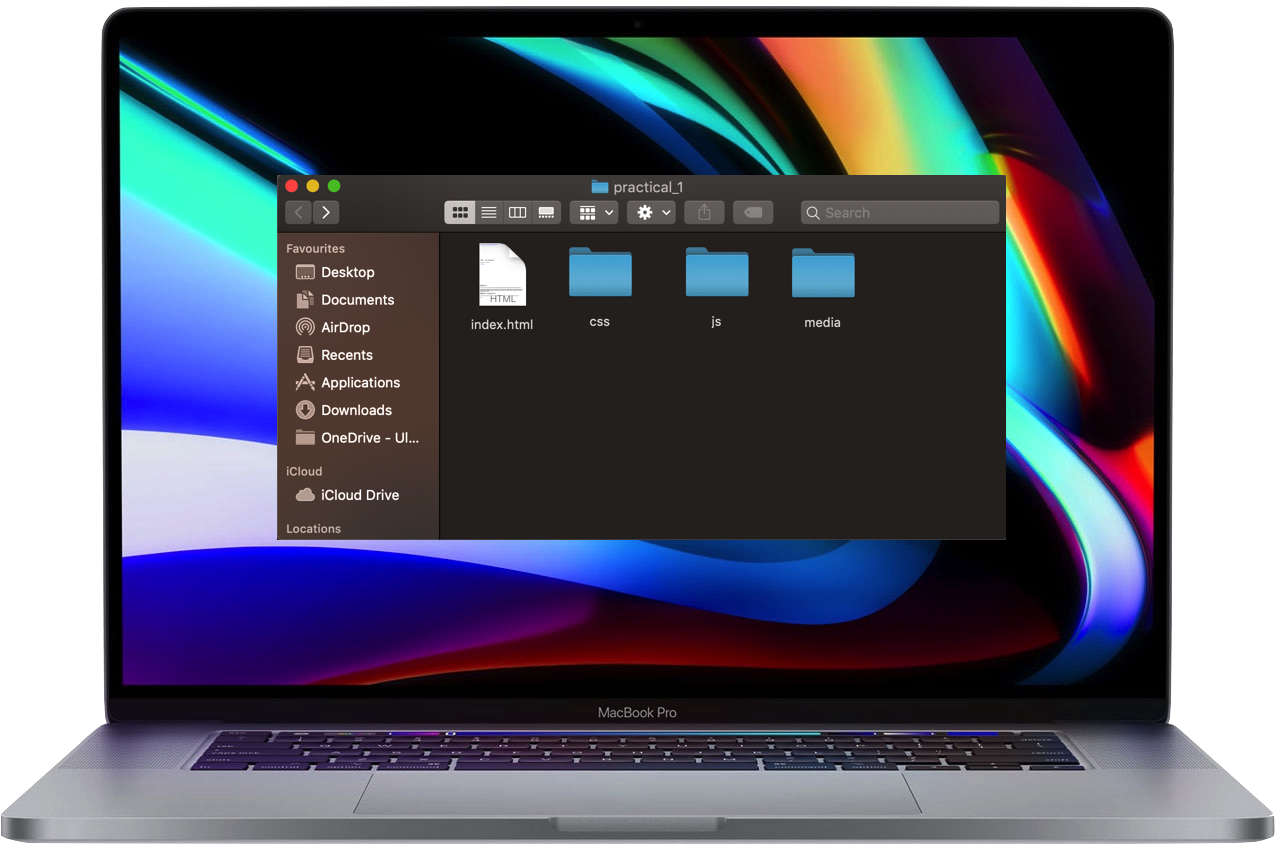 practical_1
Search
Favourites
Desktop
Documents
AirDrop
Recents
Applications
Downloads
OneDrive - UI...
iCloud
iCloud Drive
Locations
HTML
index.html
css
js
media
MacBook Pro